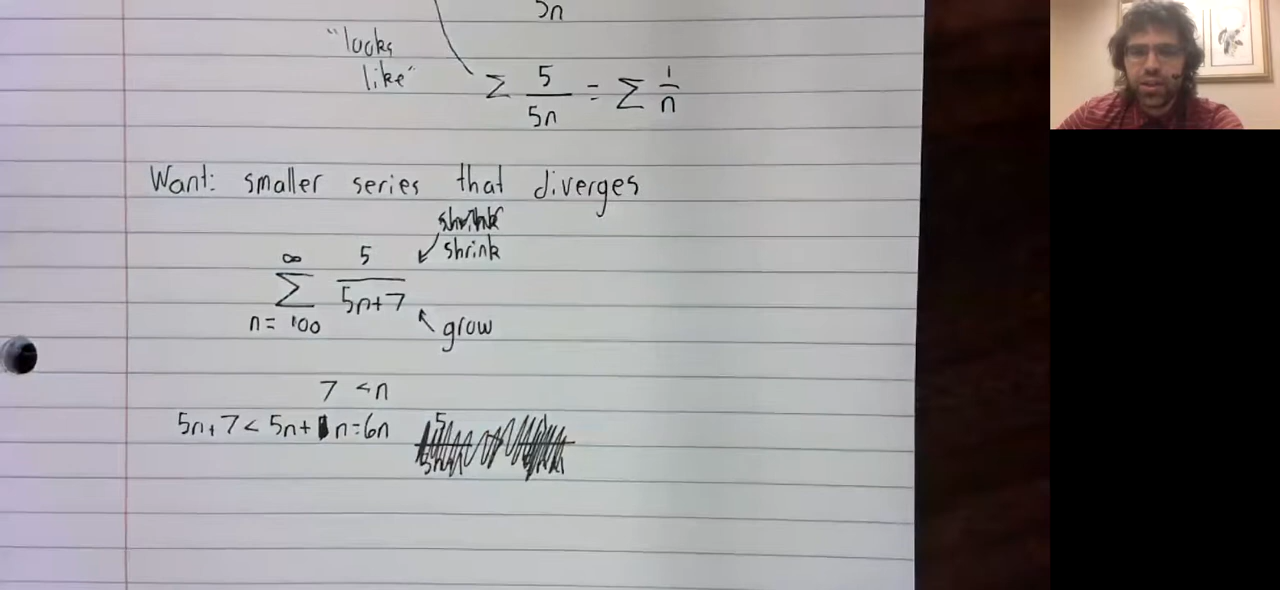 5n
"looks
like"
Σ 5/5n = Σ 1/n
Want: smaller series that diverges
shrink
∞ 5 shrink
Σ 5n+7
n = 100 grow
7 < n
5n+7 < 5n+n=6n